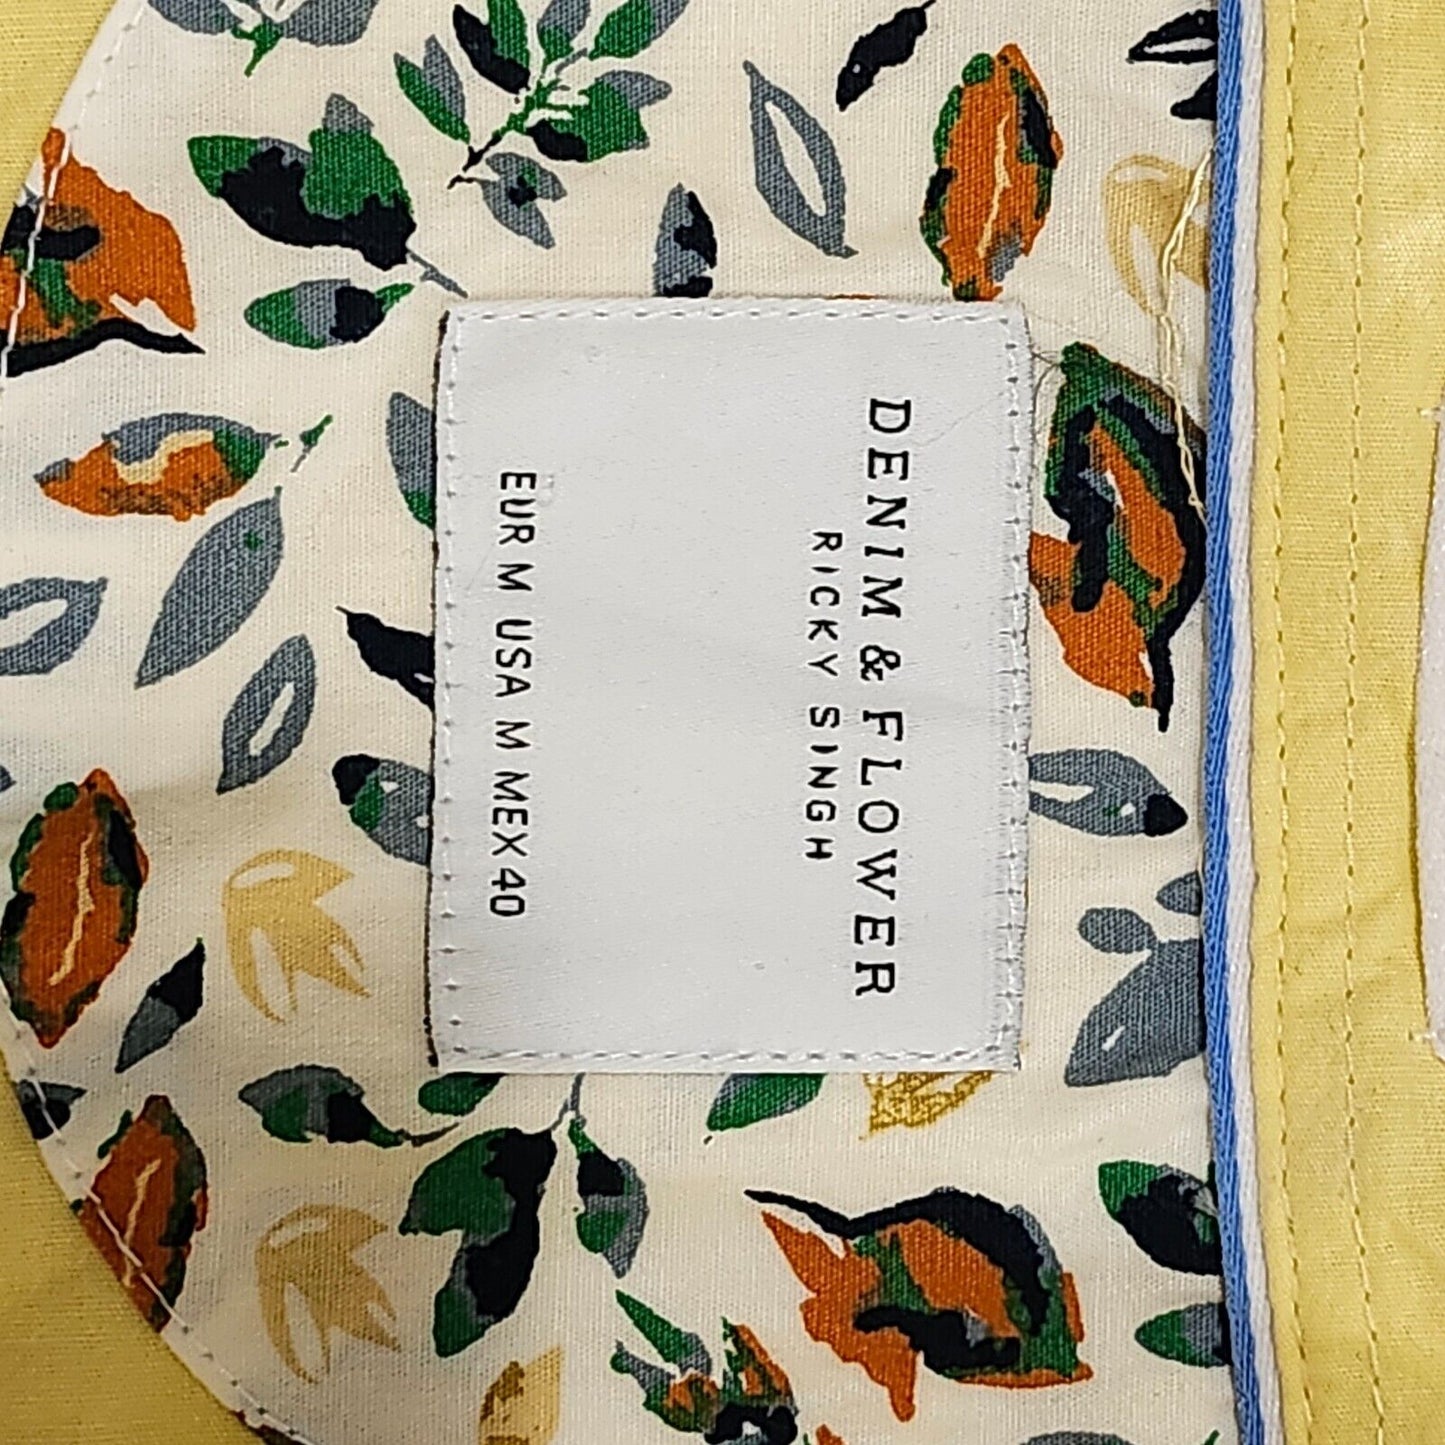 DENIM & FLOWER
RICKY SINGH
EUR M USA M MEX 40